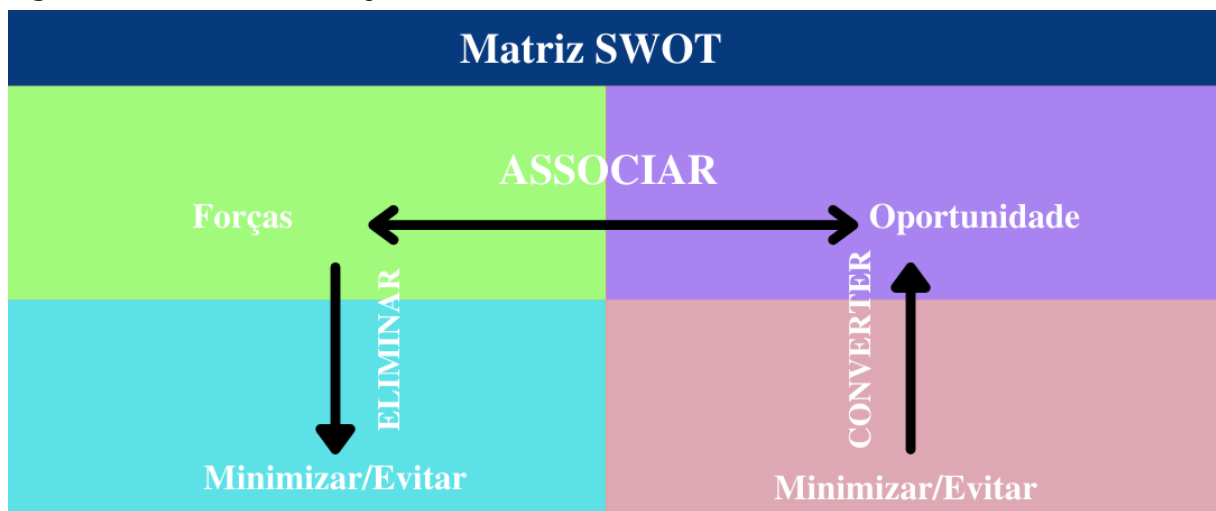 Matriz SWOT
ASSOCIAR
Forças
Oportunidade
ELIMINAR
CONVERTER
Minimizar/Evitar
Minimizar/Evitar